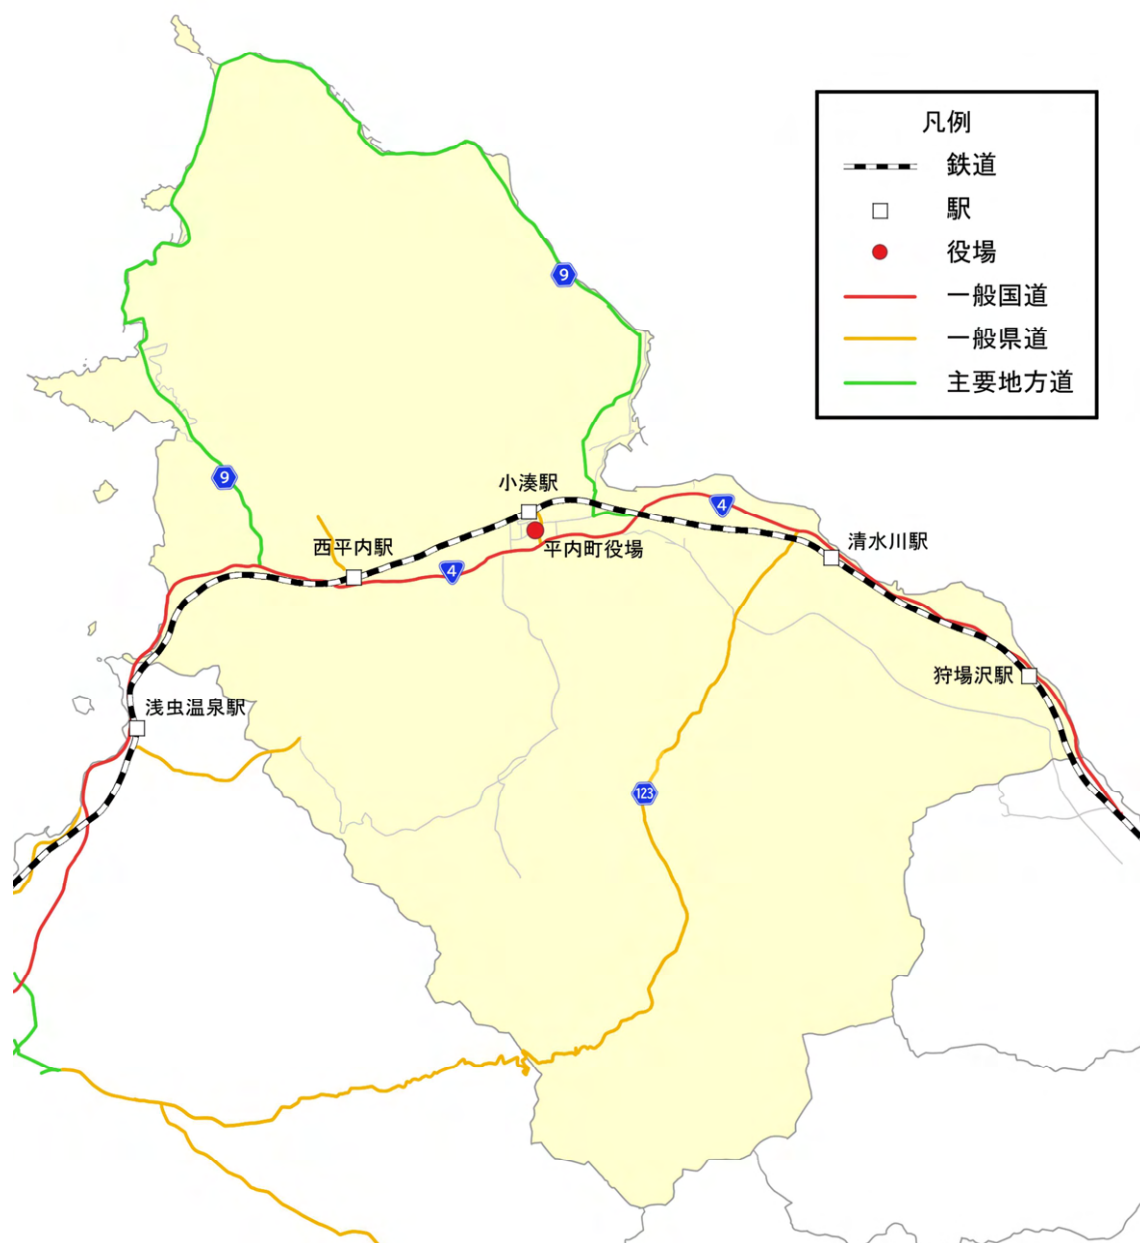 凡例
鉄道
駅
役場
一般国道
一般県道
主要地方道
9
9
小湊駅
4
西平内駅
平内町役場
清水川駅
4
狩場沢駅
浅虫温泉駅
123